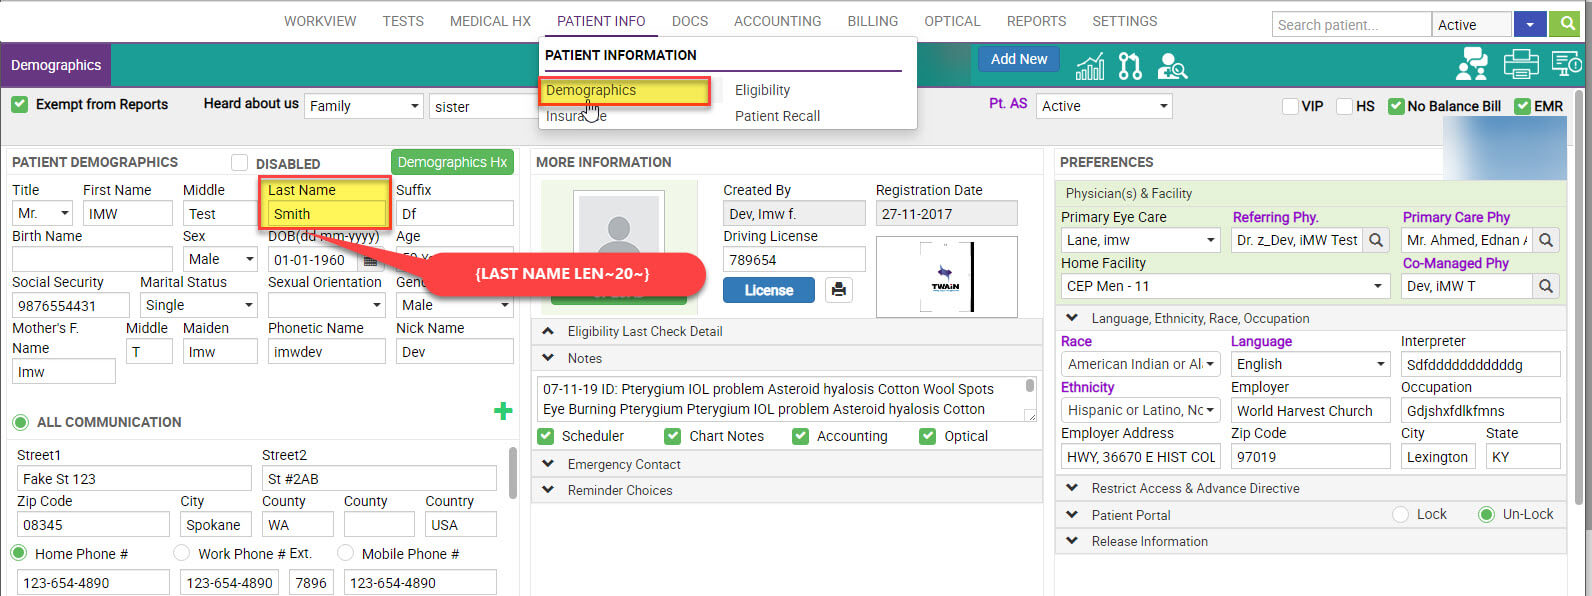 WORKVIEW TESTS MEDICAL HX PATIENT INFO DOCS ACCOUNTING BILLING OPTICAL REPORTS SETTINGS Search patient... Active
PATIENT INFORMATION
Demographics Eligibility
Patient Recall
Demographics Add New
Exempt from Reports Heard about us Family sister Pt. AS Active VIP HS No Balance Bill EMR
PATIENT DEMOGRAPHICS DISABLED Demographics Hx
Title First Name Middle Last Name Suffix
Mr. IMW Test Smith Df
Birth Name Sex DOB(dd-mm-yyyy) Age
Male 01-01-1960
{LAST NAME LEN~20~}
Social Security Marital Status Sexual Orientation
9876554431 Single Male
Mother's F. Name Middle Maiden Phonetic Name Nick Name
Imw T Imw imwdev Dev
ALL COMMUNICATION
Street1 Street2
Fake St 123 St #2AB
Zip Code City County County Country
08345 Spokane WA USA
Home Phone # Work Phone # Ext. Mobile Phone #
123-654-4890 123-654-4890 7896 123-654-4890
MORE INFORMATION
Created By Registration Date
Dev, Imw f. 27-11-2017
Driving License
789654
License
TWAIN
Eligibility Last Check Detail
Notes
07-11-19 ID: Pterygium IOL problem Asteroid hyalosis Cotton Wool Spots
Eye Burning Pterygium Pterygium IOL problem Asteroid hyalosis Cotton
Scheduler Chart Notes Accounting Optical
Emergency Contact
Reminder Choices
PREFERENCES
Physician(s) & Facility
Primary Eye Care Referring Phy. Primary Care Phy
Lane, imw Dr. z_Dev, iMW Test Mr. Ahmed, Ednan
Home Facility Co-Managed Phy
CEP Men - 11 Dev, iMW T
Language, Ethnicity, Race, Occupation
Race Language Interpreter
American Indian or Al English Sdfddddddddddg
Ethnicity Employer Occupation
Hispanic or Latino, No World Harvest Church Gdjshxfdlkfmns
Employer Address Zip Code City State
HWY, 36670 E HIST COL 97019 Lexington KY
Restrict Access & Advance Directive
Patient Portal Lock Un-Lock
Release Information